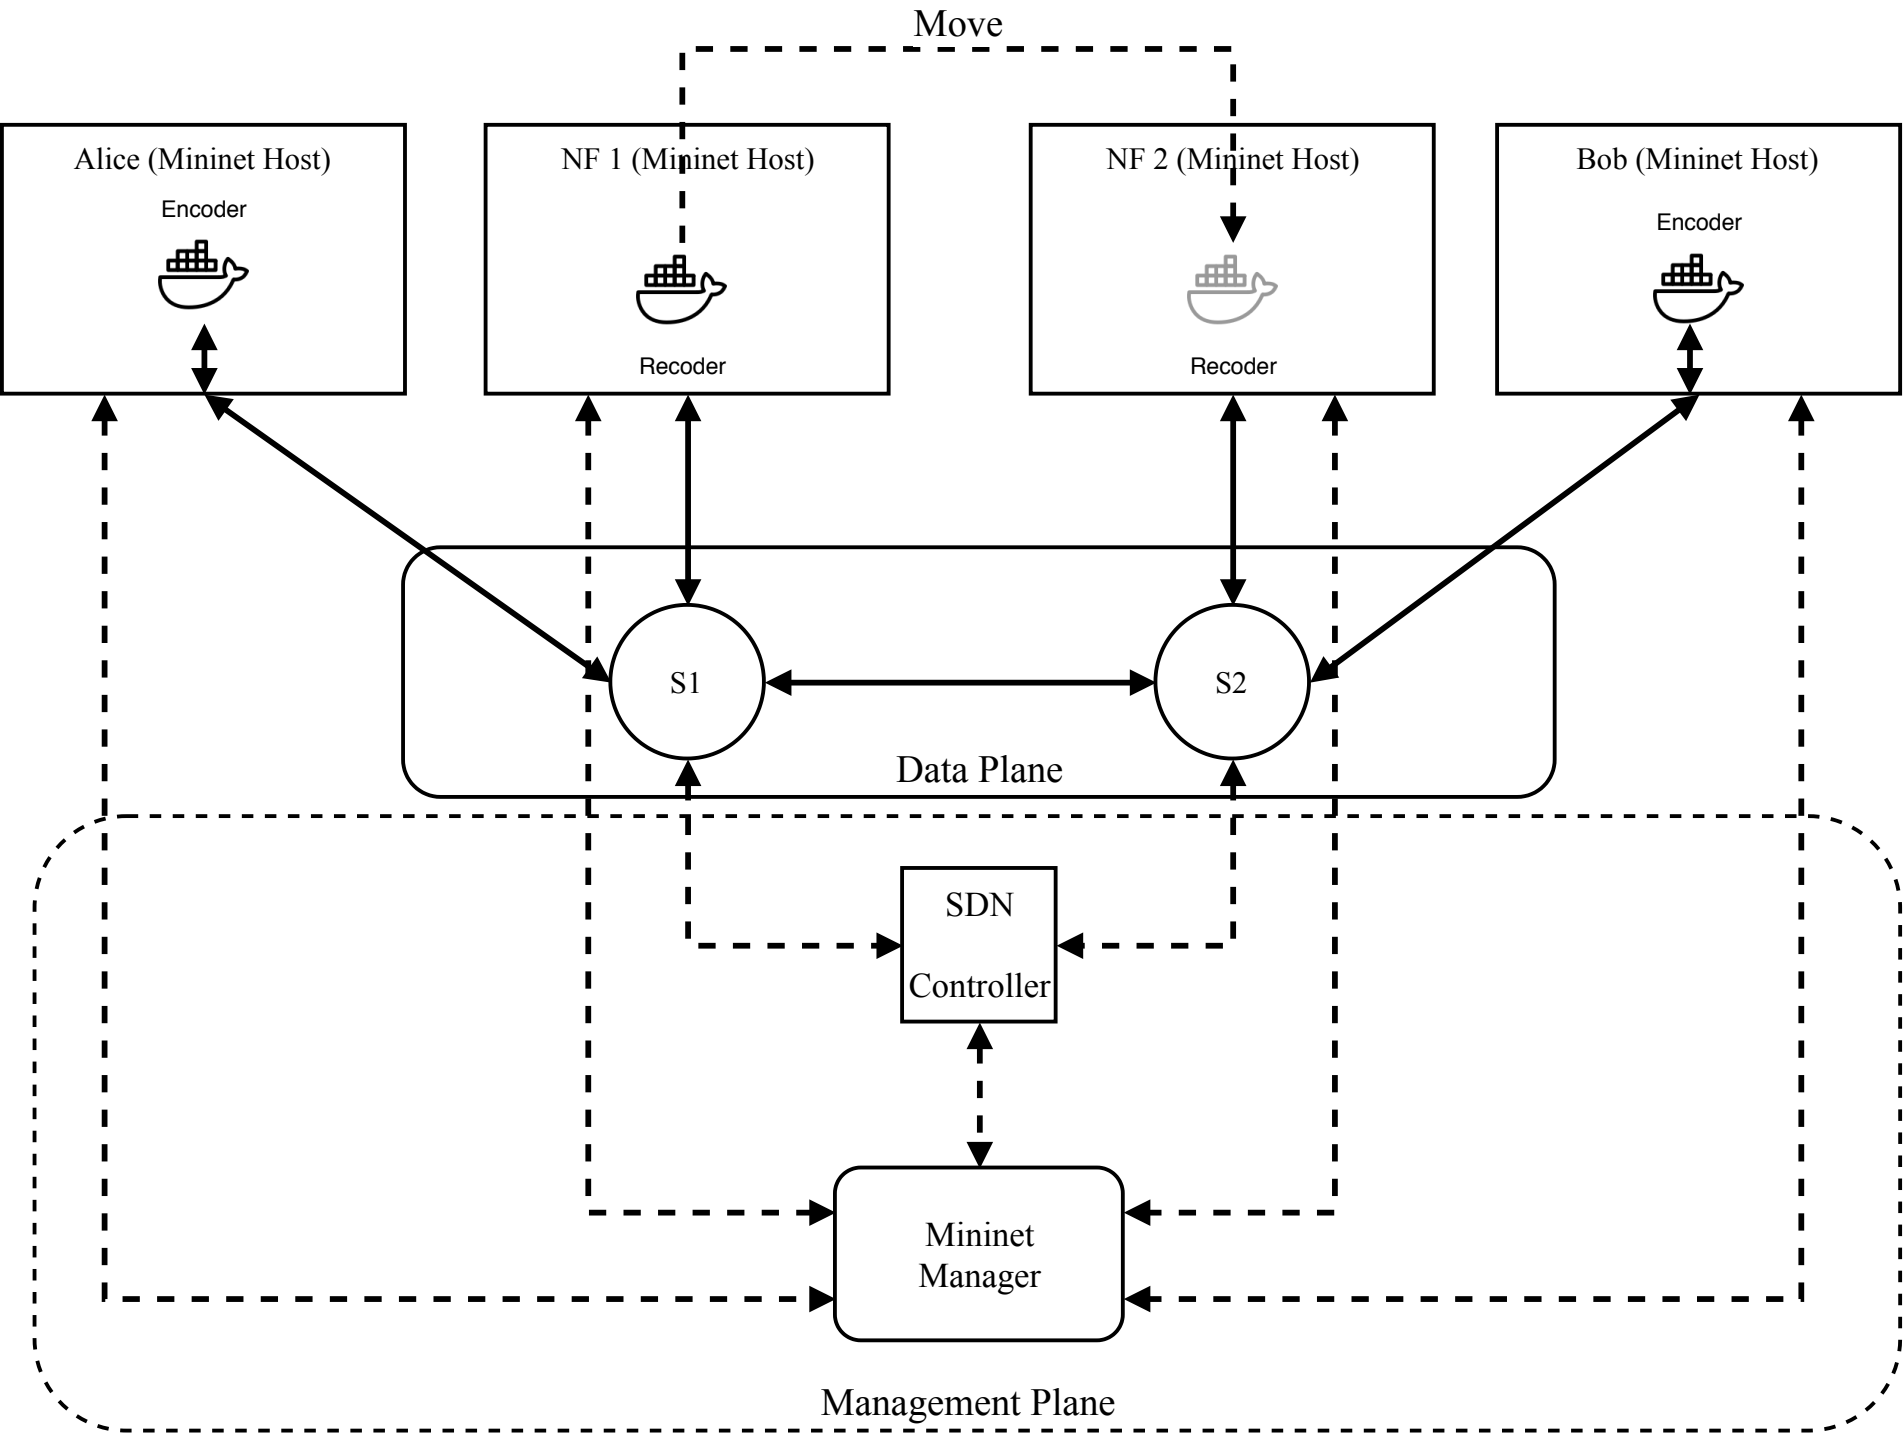 Move
Alice (Mininet Host)
NF 1 (Mininet Host)
NF 2 (Mininet Host)
Bob (Mininet Host)
Encoder
Encoder
Recoder
Recoder
S1
S2
Data Plane
SDN
Controller
Mininet
Manager
Management Plane